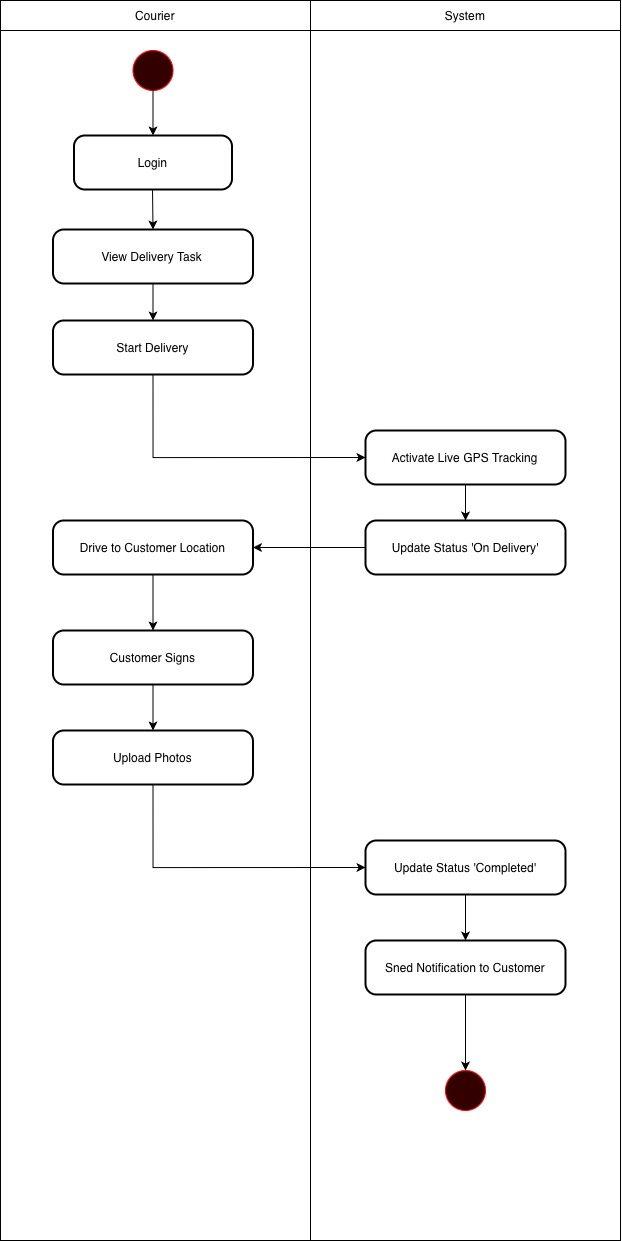 Courier
System
Login
View Delivery Task
Start Delivery
Activate Live GPS Tracking
Update Status 'On Delivery'
Drive to Customer Location
Customer Signs
Upload Photos
Update Status 'Completed'
Sned Notification to Customer